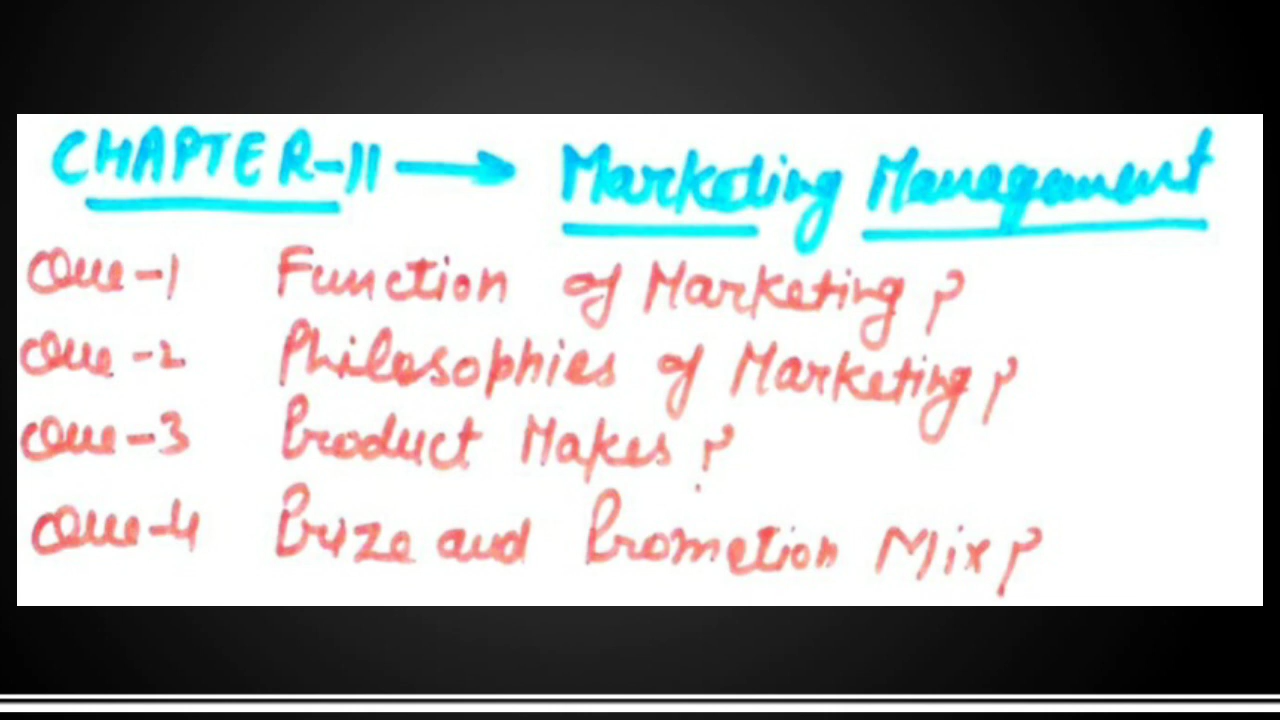 CHAPTER-11 → Marketing Management
Que-1 Function of Marketing ?
Que-2 Philosophies of Marketing ?
Que-3 Product Makes ?
Que-4 Prize and Promotion Mix ?